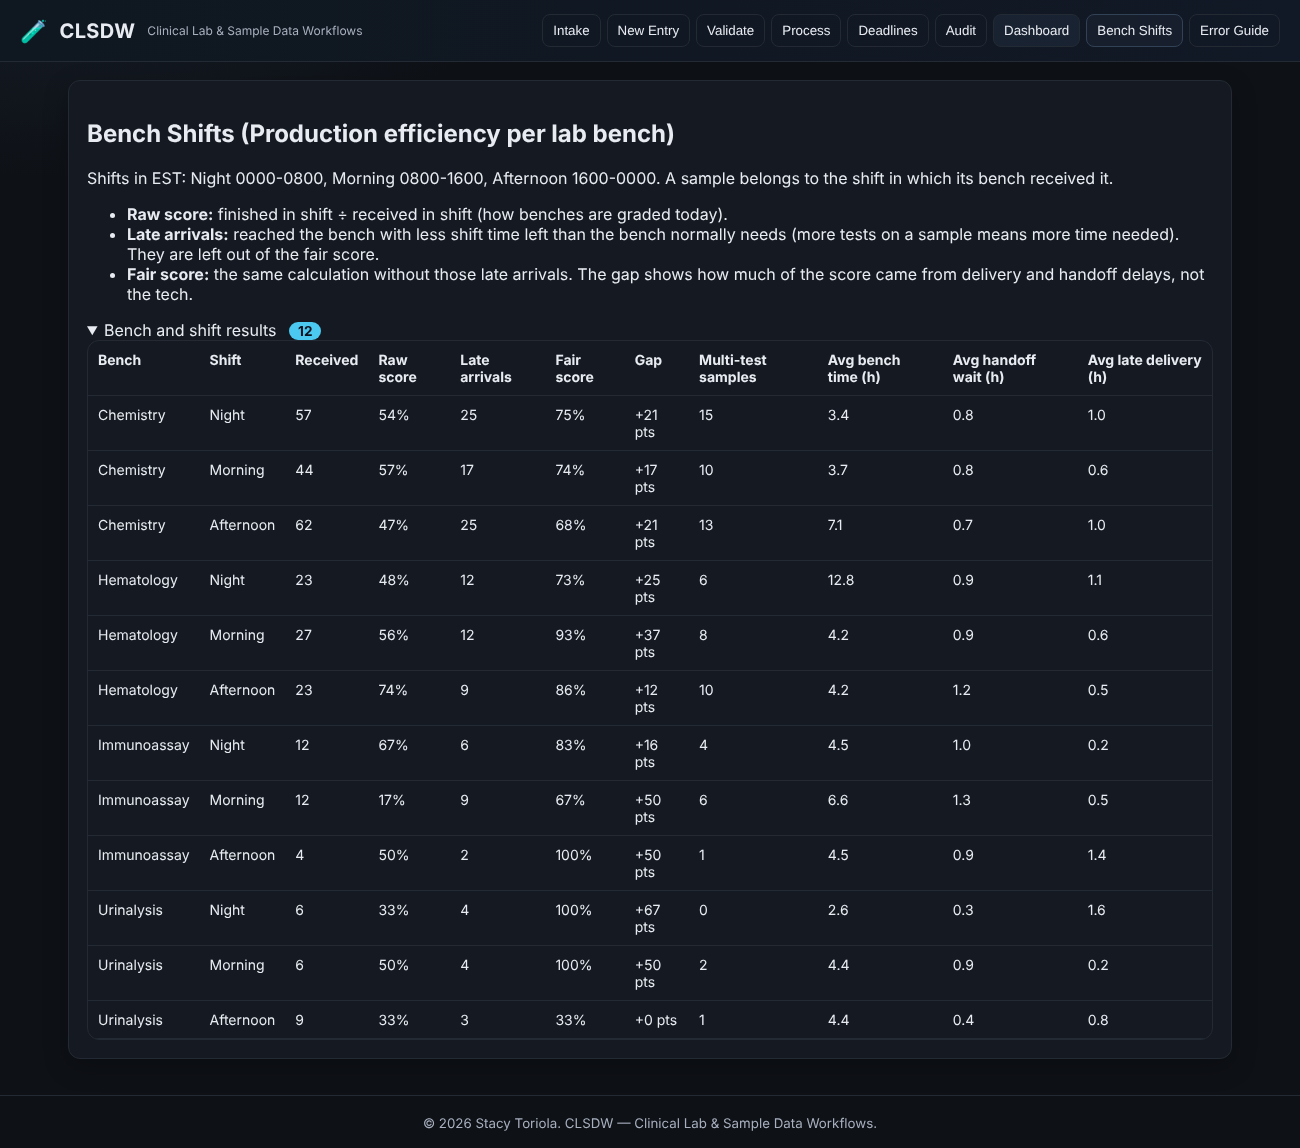 CLSDW Clinical Lab & Sample Data Workflows Intake New Entry Validate Process Deadlines Audit Dashboard Bench Shifts Error Guide
Bench Shifts (Production efficiency per lab bench)
Shifts in EST: Night 0000-0800, Morning 0800-1600, Afternoon 1600-0000. A sample belongs to the shift in which its bench received it.
• Raw score: finished in shift ÷ received in shift (how benches are graded today).
• Late arrivals: reached the bench with less shift time left than the bench normally needs (more tests on a sample means more time needed).
They are left out of the fair score.
• Fair score: the same calculation without those late arrivals. The gap shows how much of the score came from delivery and handoff delays, not
the tech.
▼ Bench and shift results 12
Bench Shift Received Raw score Late arrivals Fair score Gap Multi-test samples Avg bench time (h) Avg handoff wait (h) Avg late delivery (h)
Chemistry Night 57 54% 25 75% +21 pts 15 3.4 0.8 1.0
Chemistry Morning 44 57% 17 74% +17 pts 10 3.7 0.8 0.6
Chemistry Afternoon 62 47% 25 68% +21 pts 13 7.1 0.7 1.0
Hematology Night 23 48% 12 73% +25 pts 6 12.8 0.9 1.1
Hematology Morning 27 56% 12 93% +37 pts 8 4.2 0.9 0.6
Hematology Afternoon 23 74% 9 86% +12 pts 10 4.2 1.2 0.5
Immunoassay Night 12 67% 6 83% +16 pts 4 4.5 1.0 0.2
Immunoassay Morning 12 17% 9 67% +50 pts 6 6.6 1.3 0.5
Immunoassay Afternoon 4 50% 2 100% +50 pts 1 4.5 0.9 1.4
Urinalysis Night 6 33% 4 100% +67 pts 0 2.6 0.3 1.6
Urinalysis Morning 6 50% 4 100% +50 pts 2 4.4 0.9 0.2
Urinalysis Afternoon 9 33% 3 33% +0 pts 1 4.4 0.4 0.8
© 2026 Stacy Toriola. CLSDW — Clinical Lab & Sample Data Workflows.